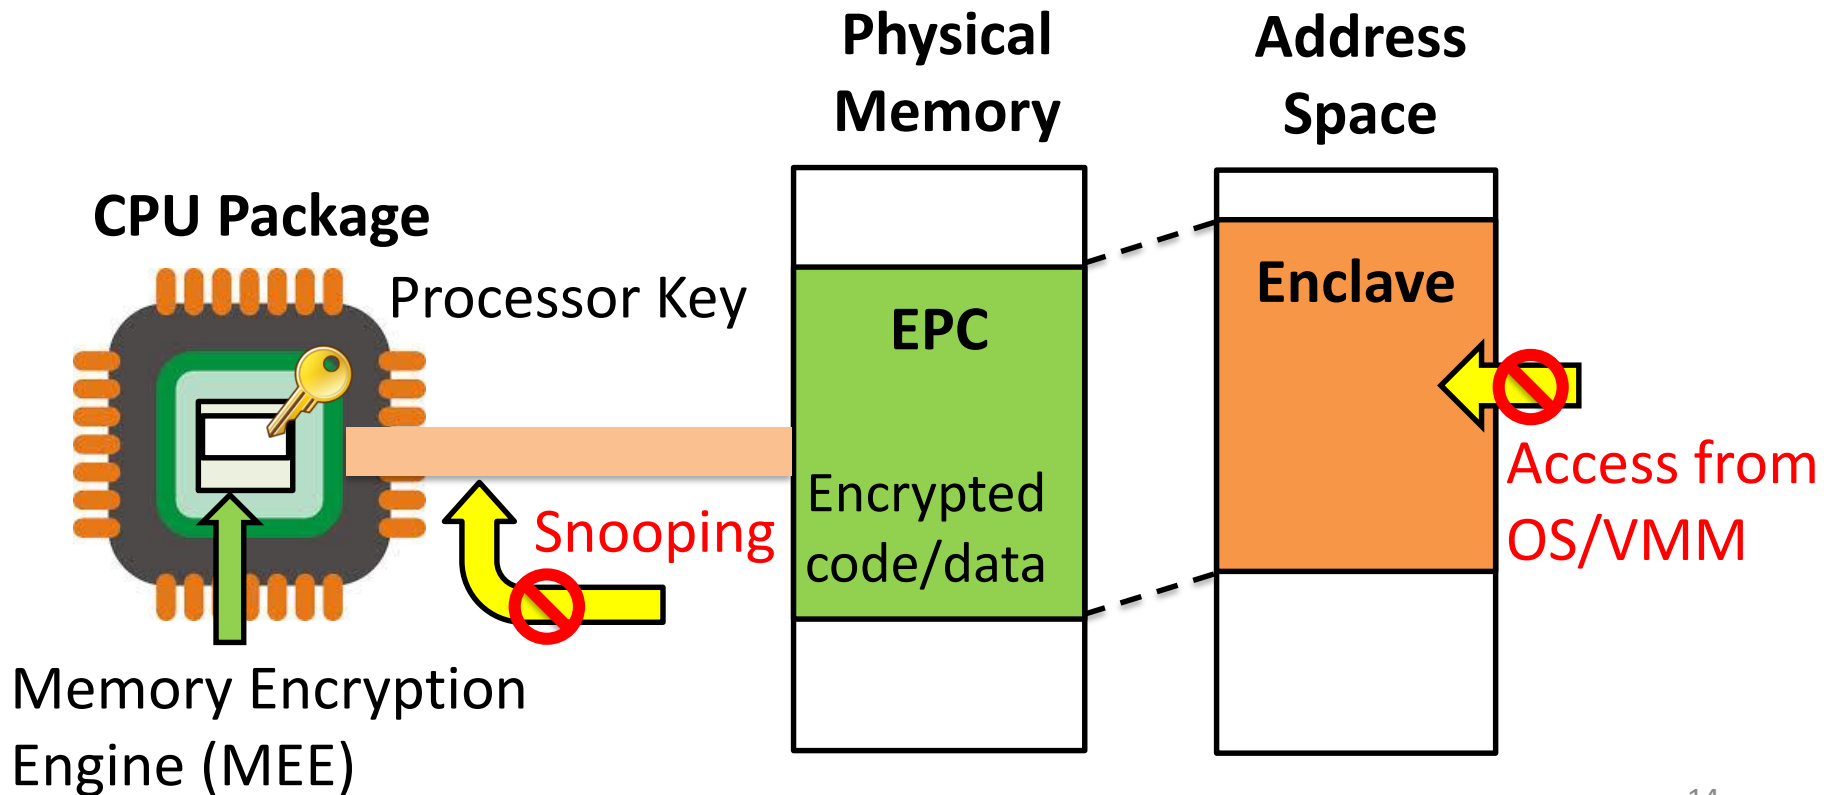 Physical
Memory
Address
Space
CPU Package
Processor Key
EPC
Enclave
Encrypted
code/data
Snooping
Access from
OS/VMM
Memory Encryption
Engine (MEE)
14